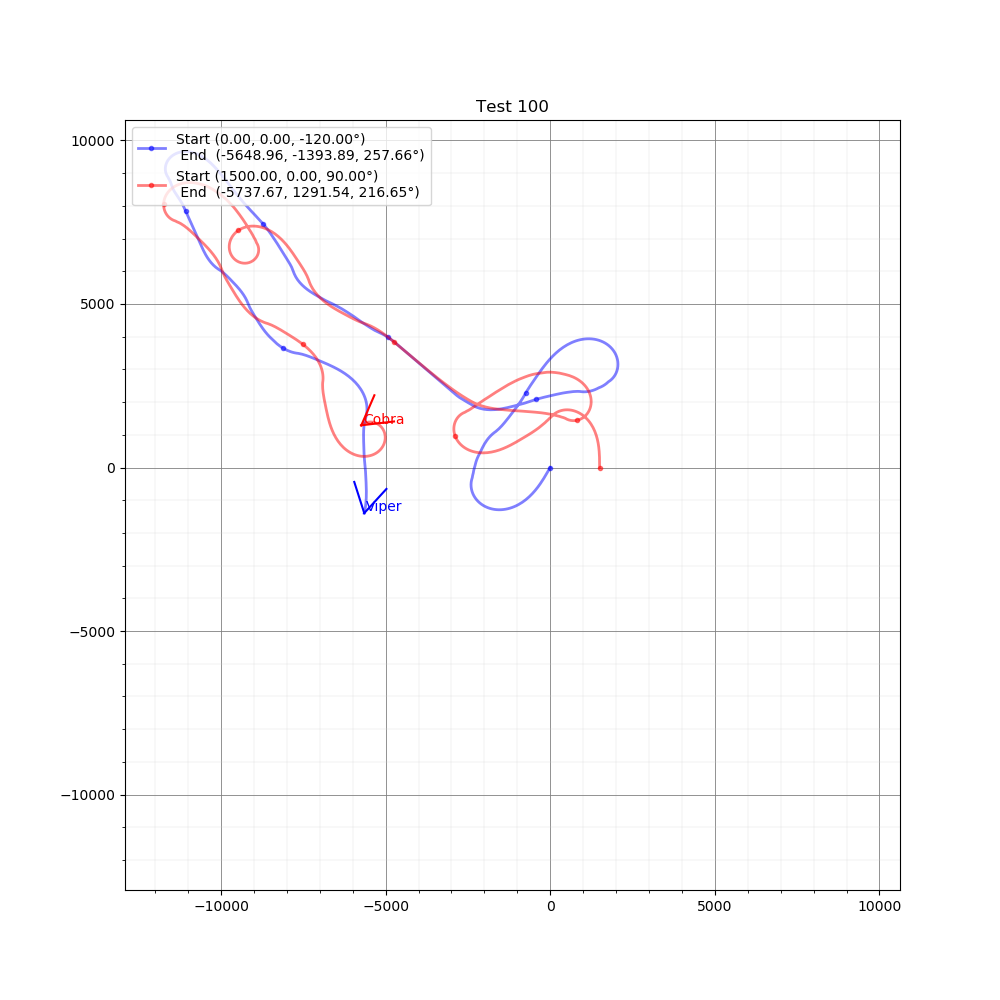 Test 100
Start (0.00, 0.00, -120.00°)
End (-5648.96, -1393.89, 257.66°)
Start (1500.00, 0.00, 90.00°)
End (-5737.67, 1291.54, 216.65°)
10000
5000
0
−5000
−10000
Cobra
Viper
−10000 −5000 0 5000 10000